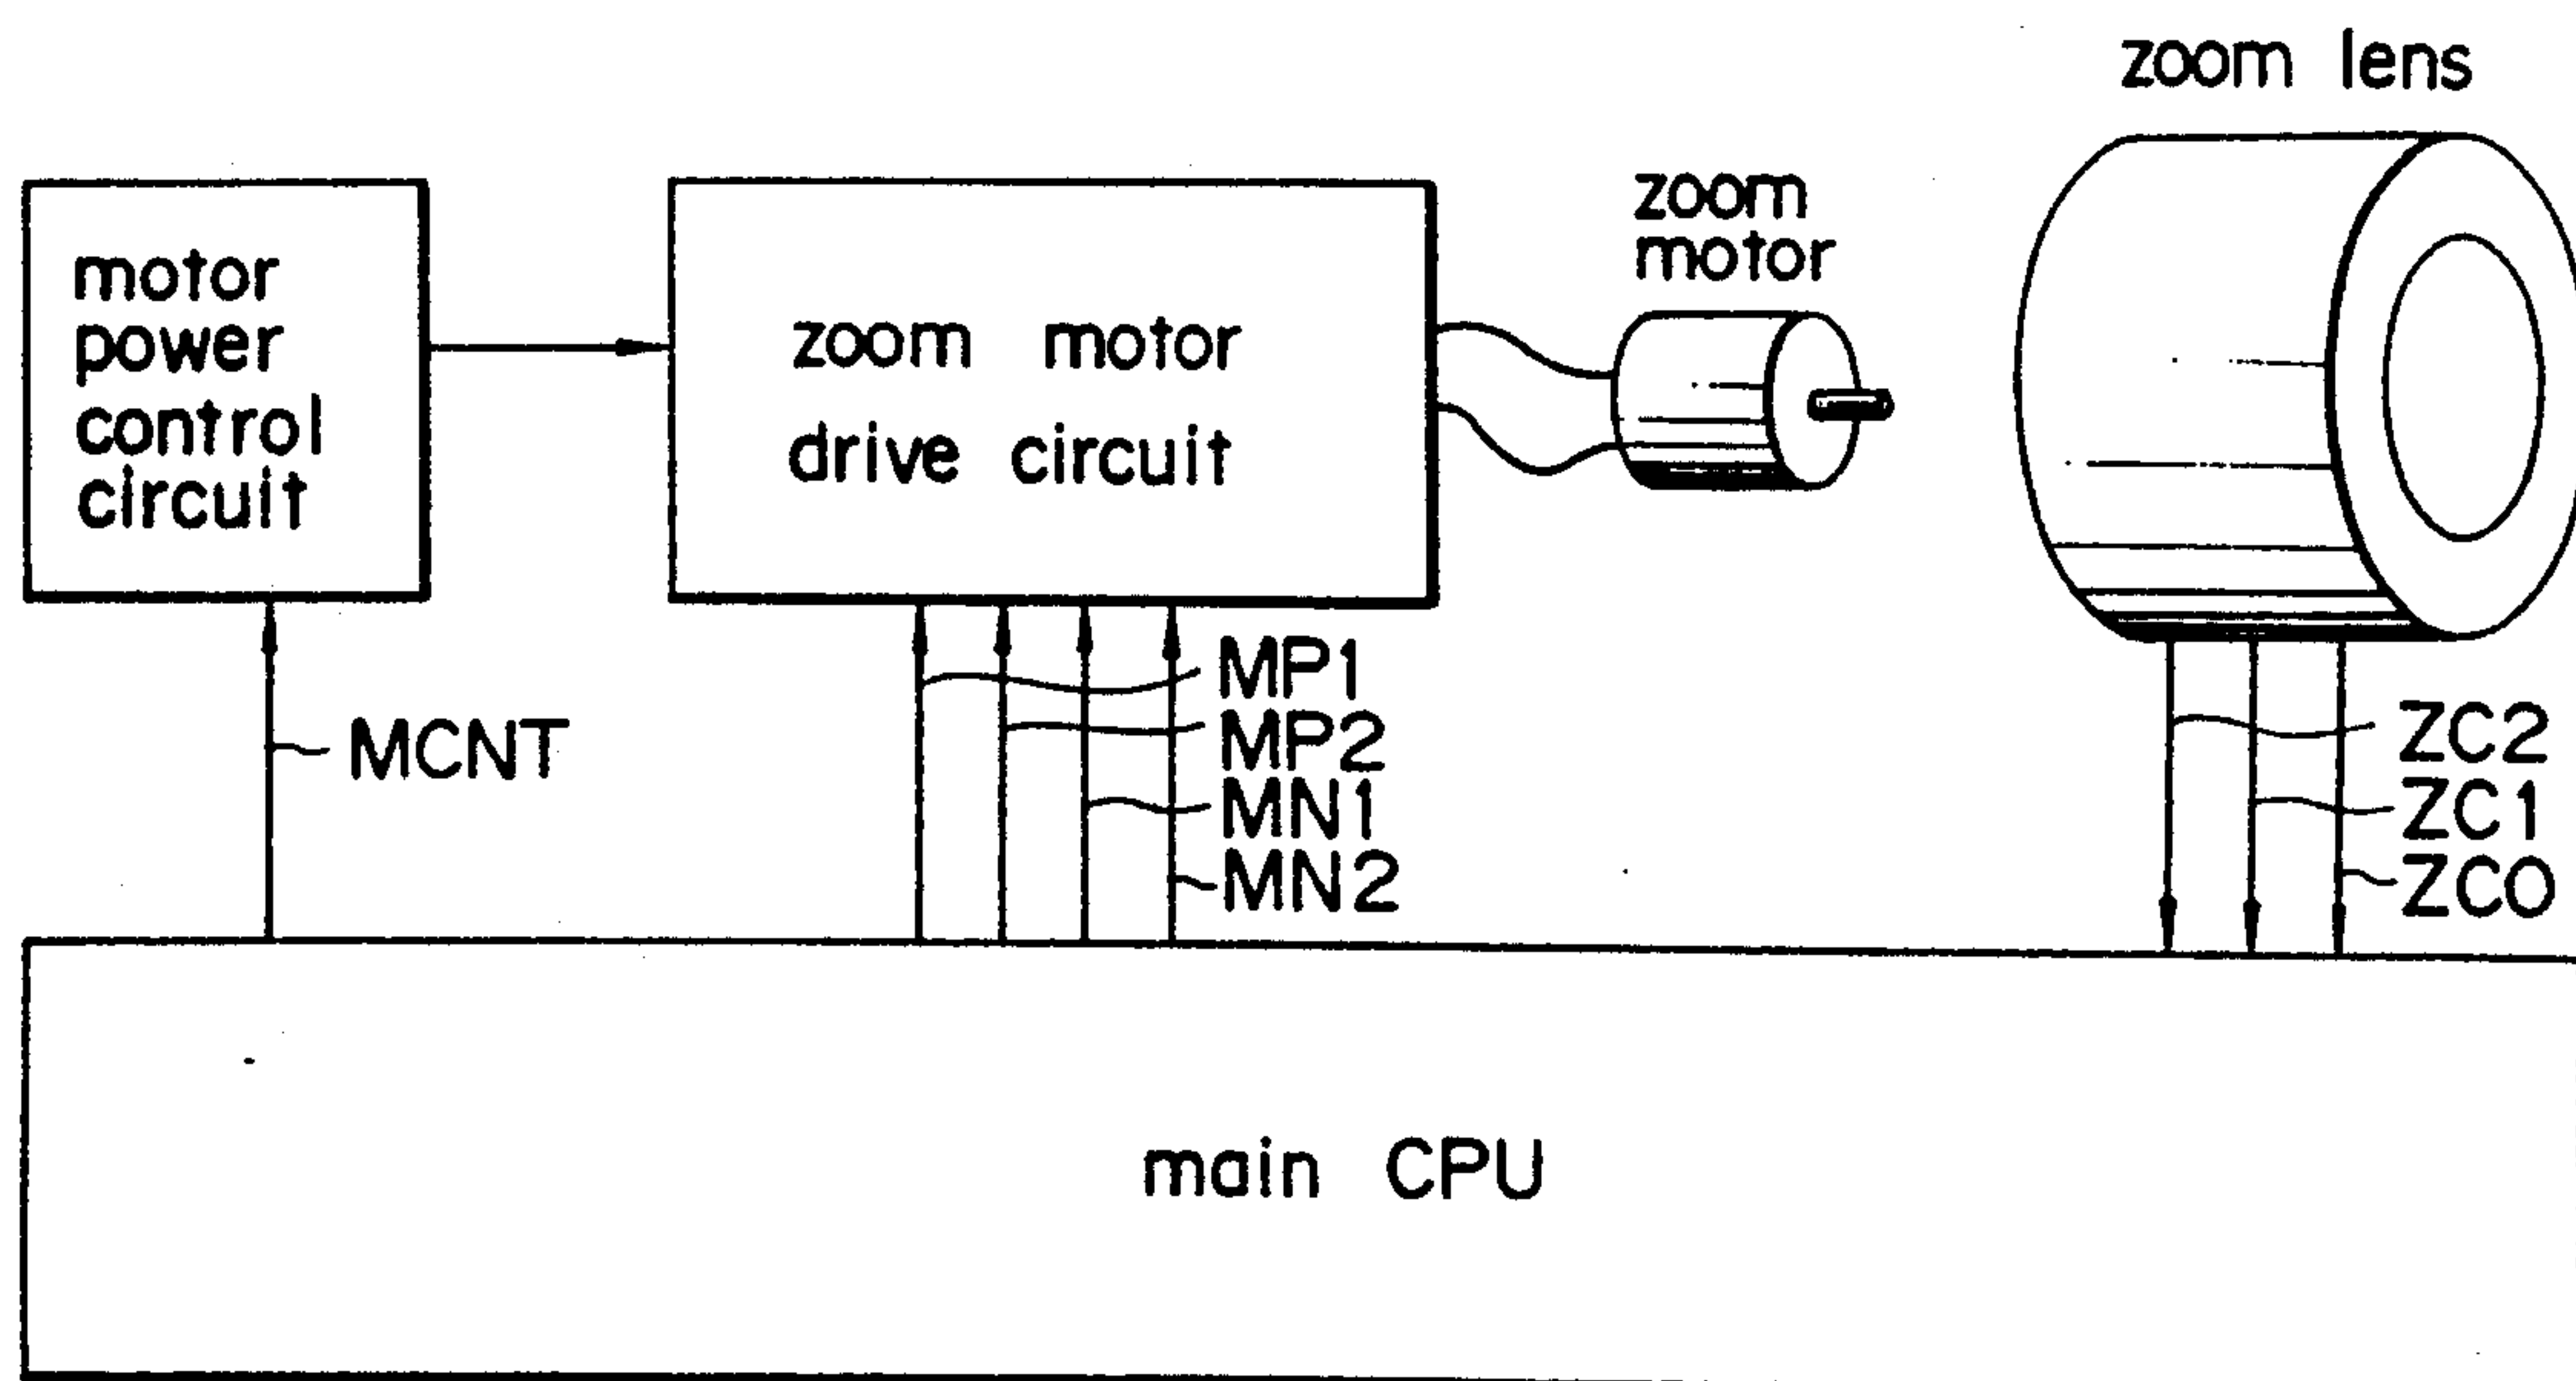 zoom lens
zoom
motor
motor
power
control
circuit
zoom motor
drive circuit
MP1
MP2
MN1
MN2
MCNT
ZC2
ZC1
ZC0
main CPU